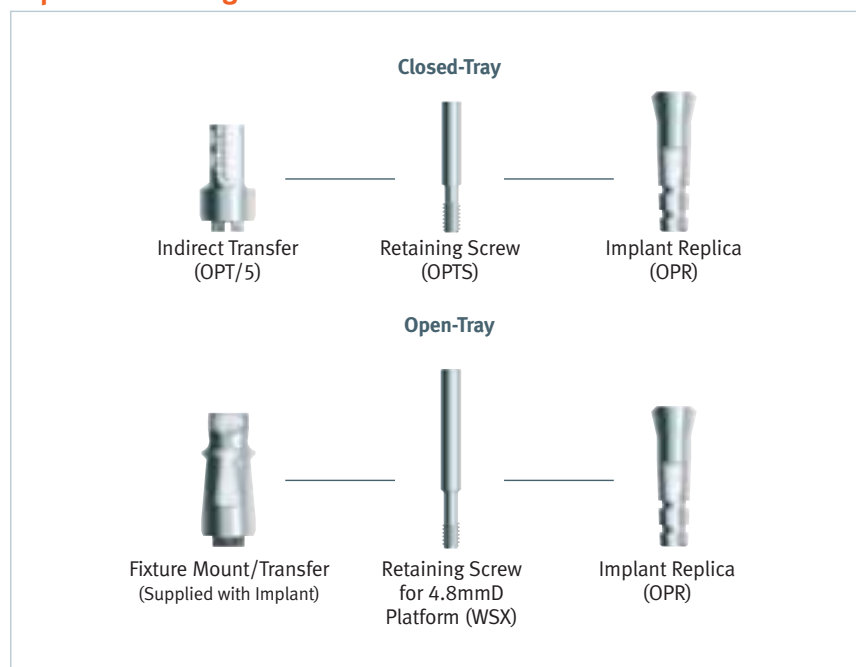 Closed-Tray
Indirect Transfer
(OPT/5)
Retaining Screw
(OPTS)
Implant Replica
(OPR)
Open-Tray
Fixture Mount/Transfer
(Supplied with Implant)
Retaining Screw
for 4.8mmD
Platform (WSX)
Implant Replica
(OPR)